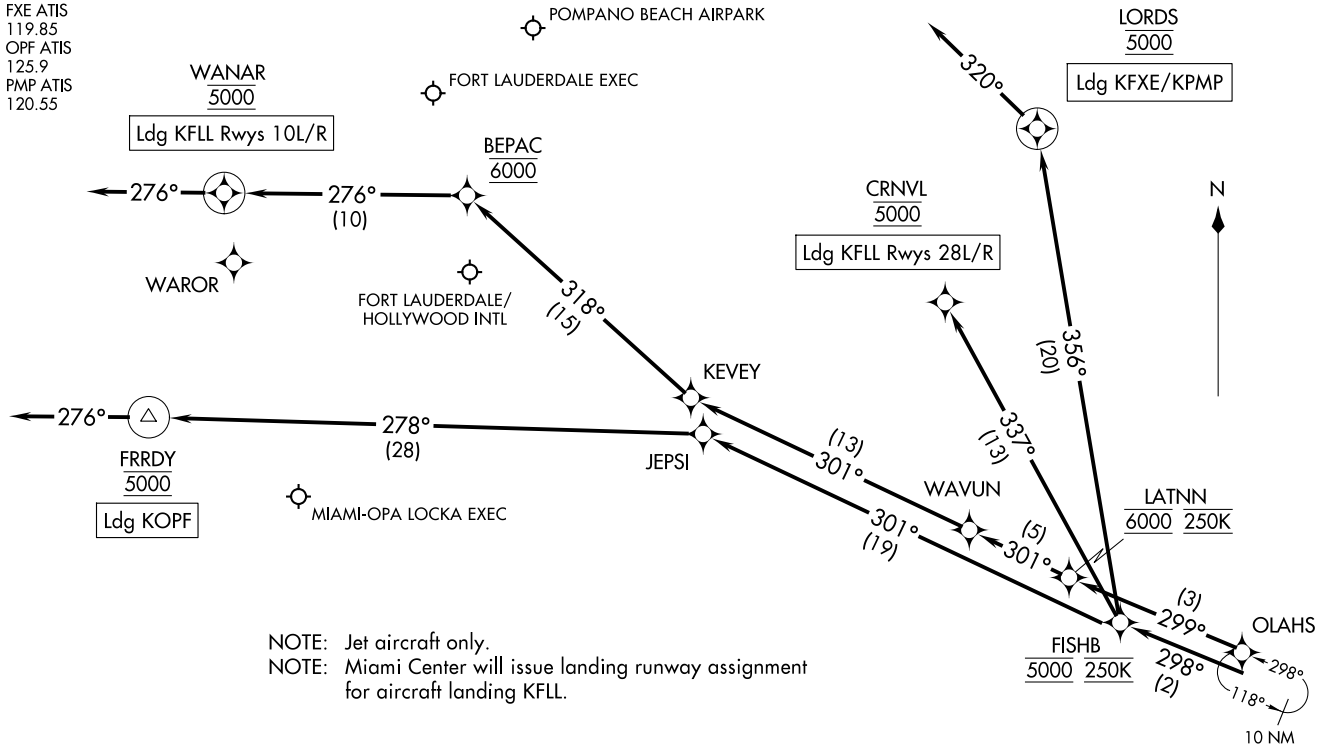 FXE ATIS
119.85
OPF ATIS
125.9
PMP ATIS
120.55
POMPANO BEACH AIRPARK
FORT LAUDERDALE EXEC
LORDS
5000
Ldg KFXE/KPMP
320°
WANAR
5000
Ldg KFLL Rwys 10L/R
BEPAC
6000
276°
276°
(10)
WAROR
FORT LAUDERDALE/
HOLLYWOOD INTL
318°
(15)
CRNVL
5000
Ldg KFLL Rwys 28L/R
N
356°
(20)
337°
(13)
KEVEY
276°
278°
(28)
JEPSI
FRRDY
5000
Ldg KOPF
MIAMI-OPA LOCKA EXEC
(13)
301°
WAVUN
301°
(19)
(5)
301°
LATNN
6000 250K
(3)
299°
OLAHS
FISHB
5000 250K
298°
(2)
298°
118°
10 NM
NOTE: Jet aircraft only.
NOTE: Miami Center will issue landing runway assignment
for aircraft landing KFLL.